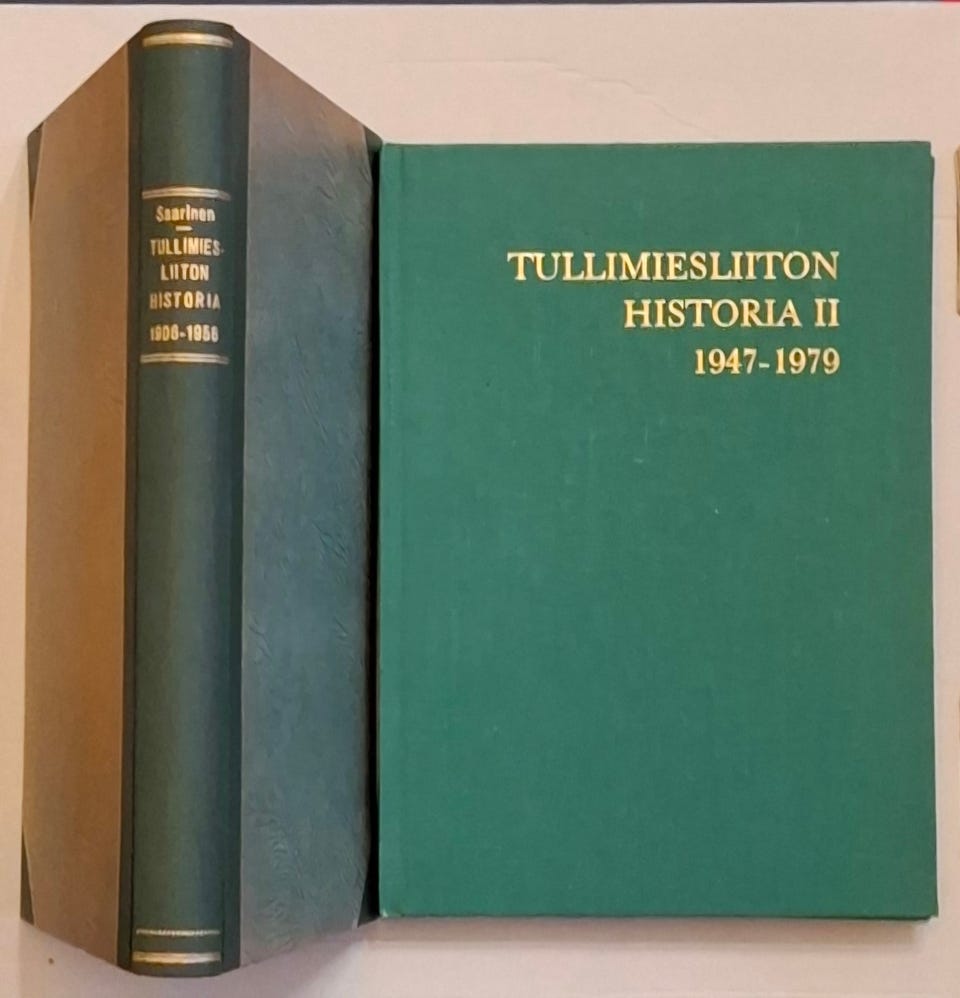 Saarinen
TULLIMIES-
LIITON
HISTORIA
1906-1956
TULLIMIESLIITON
HISTORIA II
1947-1979